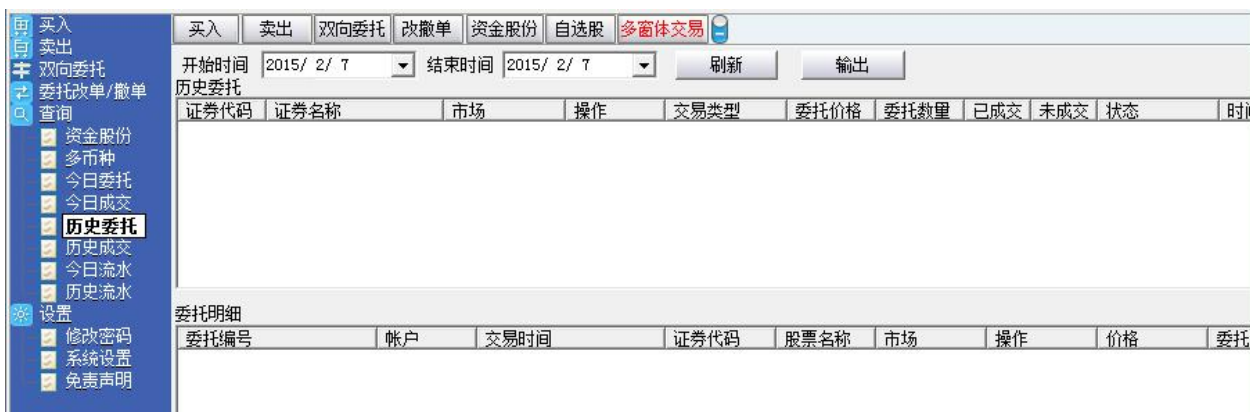 买入
卖出
双向委托
委托改单/撤单
查询
资金股份
多币种
今日委托
今日成交
历史委托
历史成交
今日流水
历史流水
设置
修改密码
系统设置
免责声明
买入 卖出 双向委托 改撤单 资金股份 自选股 多窗体交易
开始时间 2015/ 2/ 7 结束时间 2015/ 2/ 7 刷新 输出
历史委托
证券代码 证券名称 市场 操作 交易类型 委托价格 委托数量 已成交 未成交 状态 时
委托明细
委托编号 帐户 交易时间 证券代码 股票名称 市场 操作 价格 委托